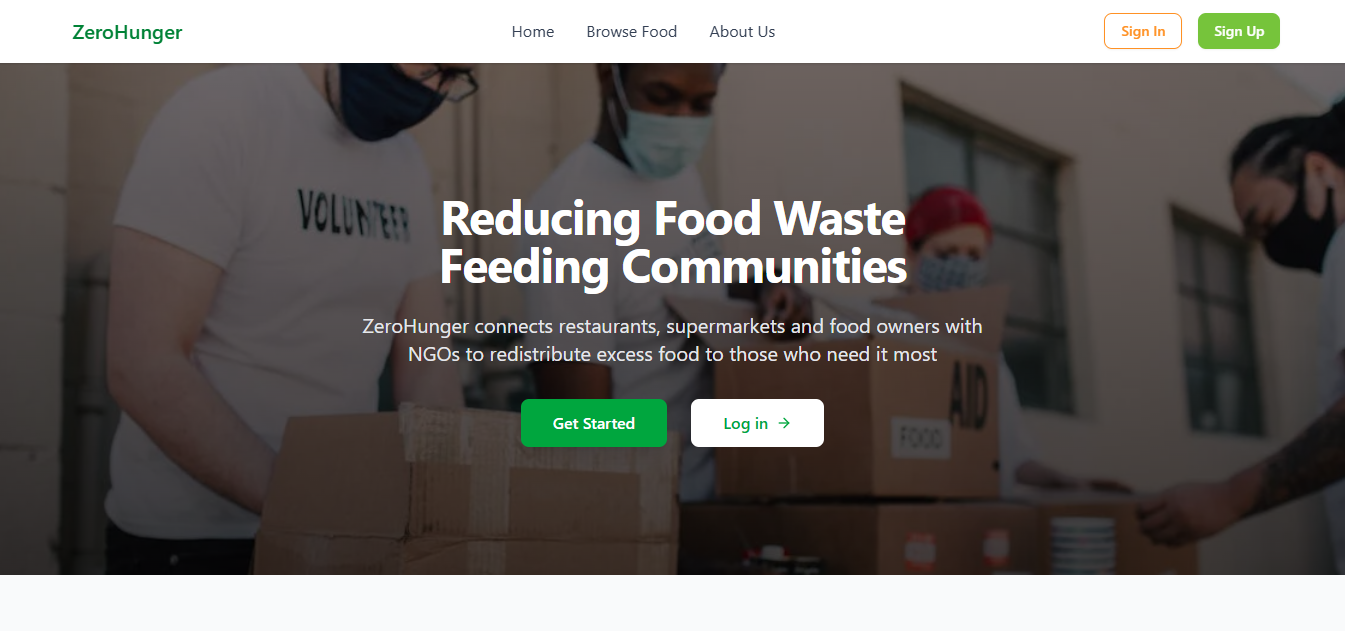 ZeroHunger
Home
Browse Food
About Us
Sign In
Sign Up
VOLUNTEER
Reducing Food Waste
Feeding Communities
ZeroHunger connects restaurants, supermarkets and food owners with
NGOs to redistribute excess food to those who need it most
AID
FOOD
Get Started
Log in →